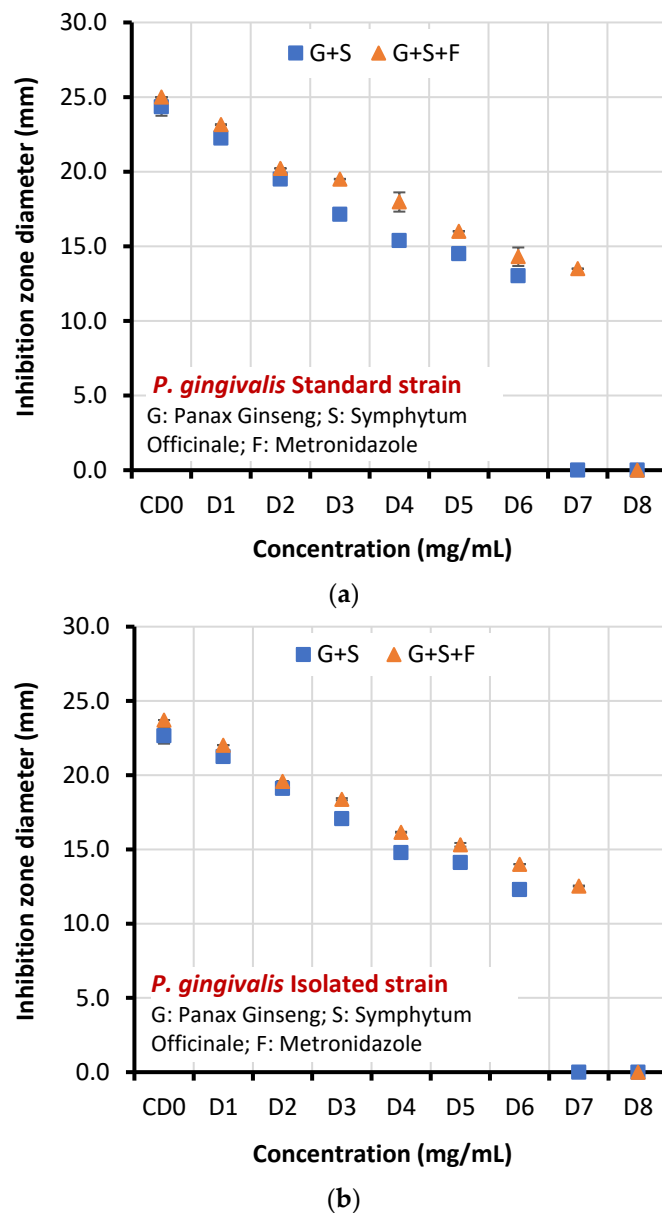 30.0
G+S G+S+F
25.0
20.0
15.0
10.0
5.0
0.0
Inhibition zone diameter (mm)
P. gingivalis Standard strain
G: Panax Ginseng; S: Symphytum
Officinale; F: Metronidazole
CD0 D1 D2 D3 D4 D5 D6 D7 D8
Concentration (mg/mL)
(a)
30.0
G+S G+S+F
25.0
20.0
15.0
10.0
5.0
0.0
Inhibition zone diameter (mm)
P. gingivalis Isolated strain
G: Panax Ginseng; S: Symphytum
Officinale; F: Metronidazole
CD0 D1 D2 D3 D4 D5 D6 D7 D8
Concentration (mg/mL)
(b)